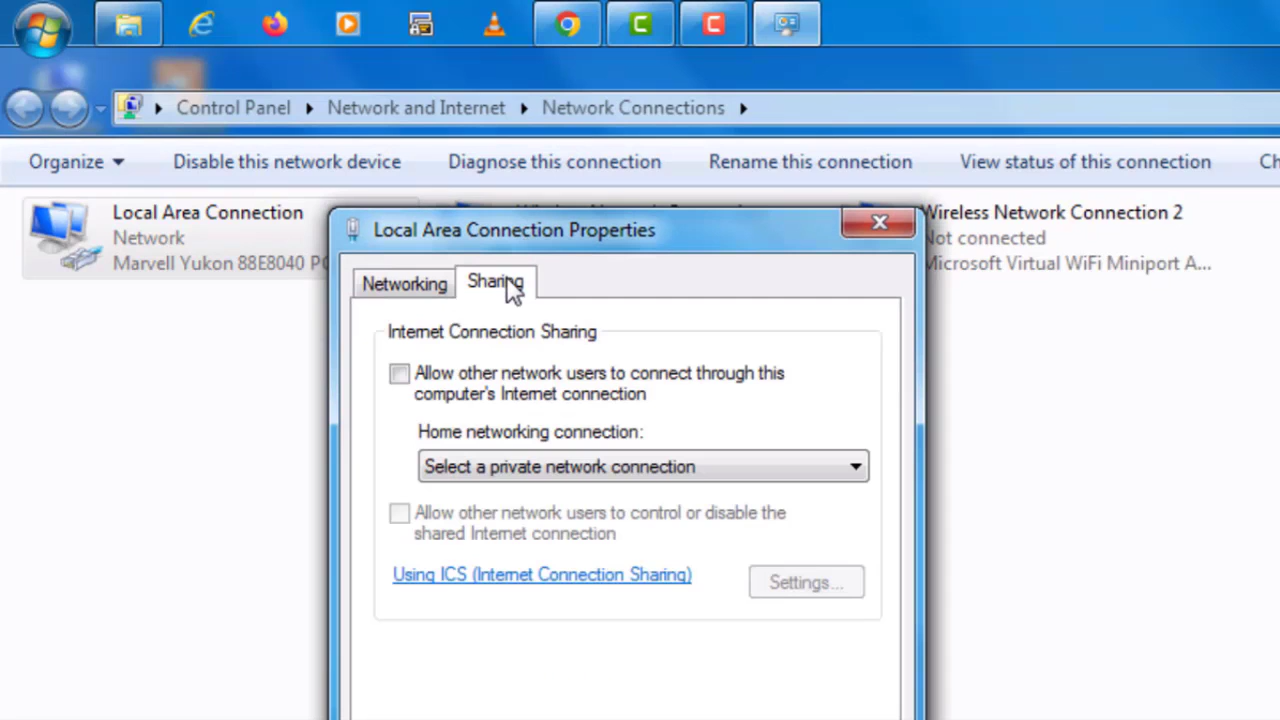 Control Panel Network and Internet Network Connections
Organize Disable this network device Diagnose this connection Rename this connection View status of this connection Ch
Local Area Connection
Network
Marvell Yukon 88E8040 PC
Wireless Network Connection 2
Not connected
Microsoft Virtual WiFi Miniport A...
Local Area Connection Properties
Networking Sharing
Internet Connection Sharing
Allow other network users to connect through this
computer's Internet connection
Home networking connection:
Select a private network connection
Allow other network users to control or disable the
shared Internet connection
Using ICS (Internet Connection Sharing)
Settings...